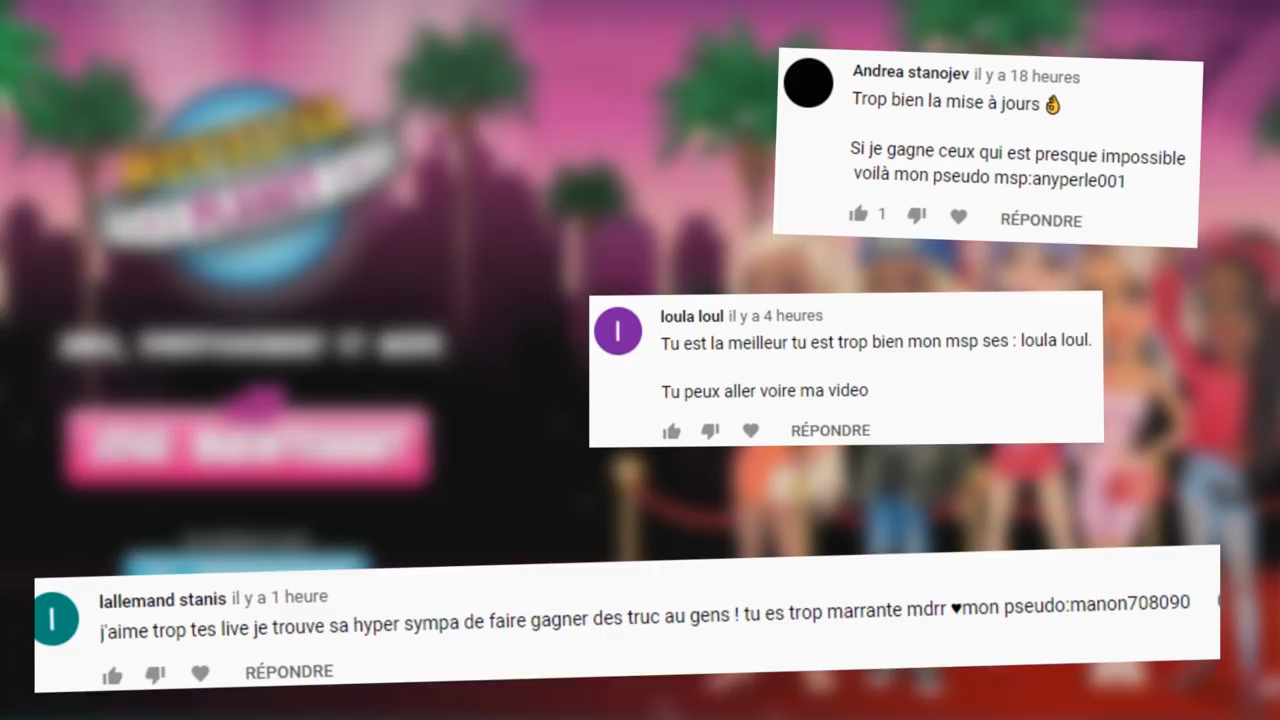 Andrea stanojev il y a 18 heures
Trop bien la mise à jours 👌
Si je gagne ceux qui est presque impossible
voilà mon pseudo msp:anyperle001
1 RÉPONDRE
l
loula loul il y a 4 heures
Tu est la meilleur tu est trop bien mon msp ses : loula loul.
Tu peux aller voire ma video
RÉPONDRE
l
lallemand stanis il y a 1 heure
j'aime trop tes live je trouve sa hyper sympa de faire gagner des truc au gens ! tu es trop marrante mdrr ♥mon pseudo:manon708090
RÉPONDRE